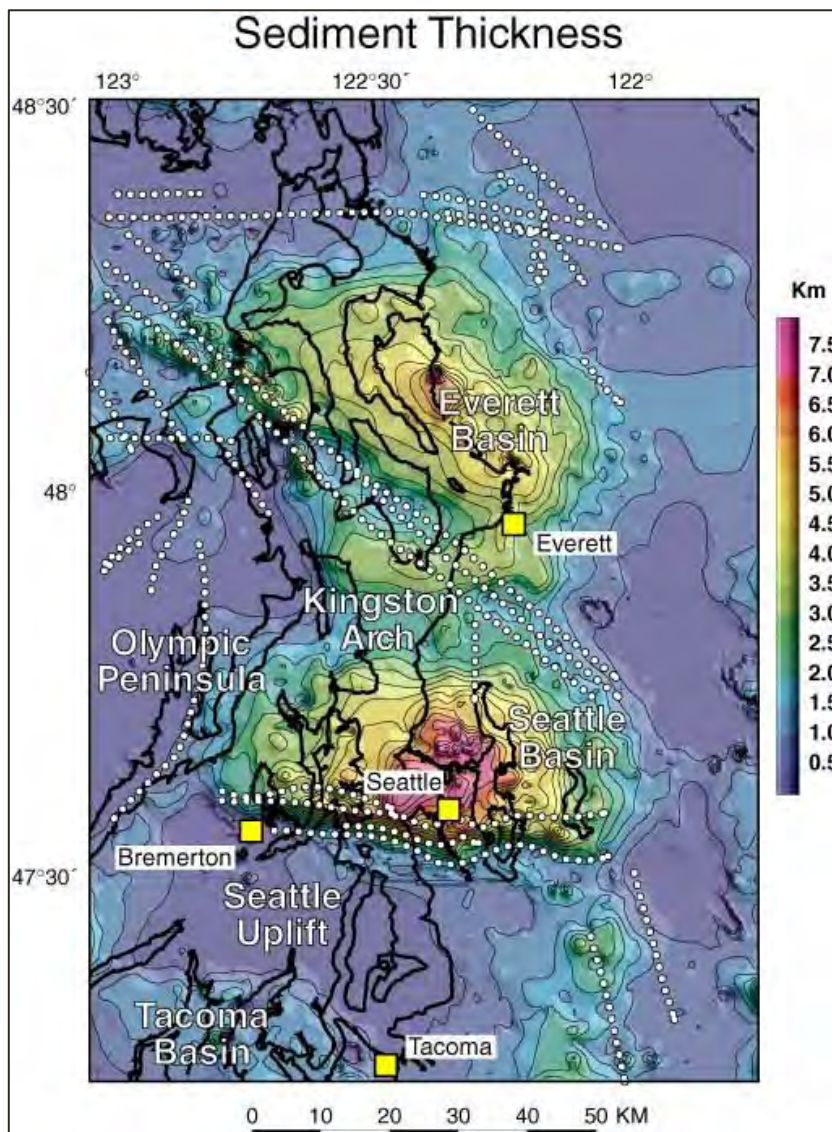 Sediment Thickness
123°
122°30´
122°
48°30´
Km
7.5
7.0
6.5
6.0
5.5
5.0
4.5
4.0
3.5
3.0
2.5
2.0
1.5
1.0
0.5
Everett
Basin
48°
Everett
Kingston
Arch
Olympic
Peninsula
Seattle
Basin
Seattle
Bremerton
47°30´
Seattle
Uplift
Tacoma
Basin
Tacoma
0 10 20 30 40 50 KM